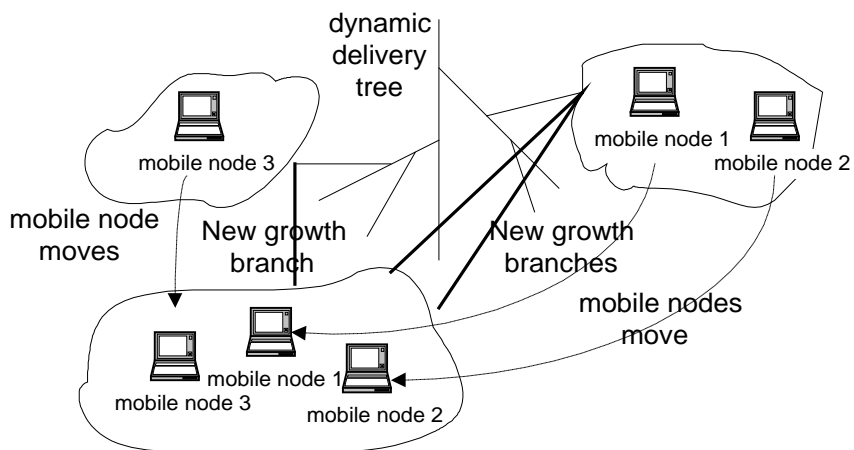 dynamic
delivery
tree
mobile node 1
mobile node 2
mobile node 3
mobile node
moves
New growth
branch
New growth
branches
mobile nodes
move
mobile node 1
mobile node 3
mobile node 2